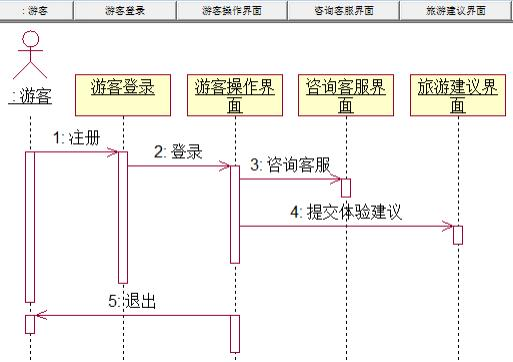 : 游客
游客登录
游客操作界面
咨询客服界面
旅游建议界面
: 游客
游客登录
游客操作界
面
咨询客服界
面
旅游建议界
面
1: 注册
2: 登录
3: 咨询客服
4: 提交体验建议
5: 退出